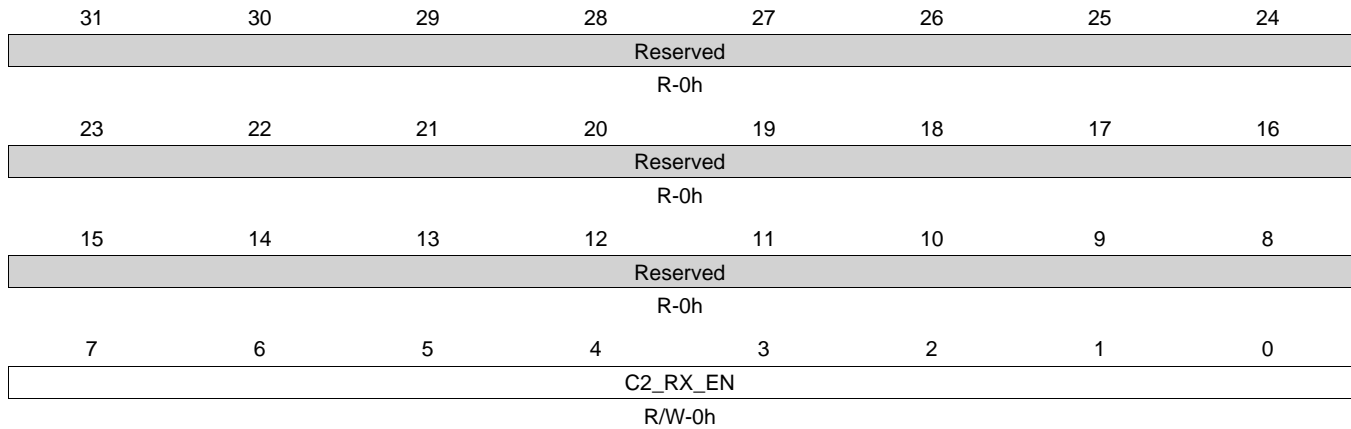 31 30 29 28 27 26 25 24
Reserved
R-0h
23 22 21 20 19 18 17 16
Reserved
R-0h
15 14 13 12 11 10 9 8
Reserved
R-0h
7 6 5 4 3 2 1 0
C2_RX_EN
R/W-0h